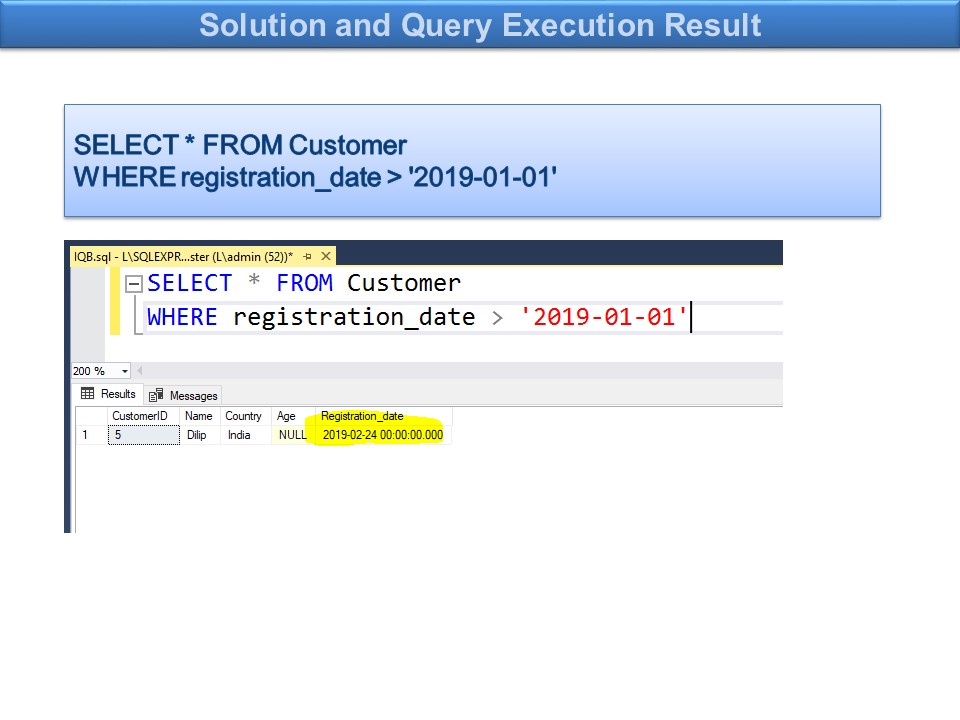 Solution and Query Execution Result
SELECT * FROM Customer
WHERE registration_date > '2019-01-01'
IQB.sql - L\SQLEXPR...ster (L\admin (52))*
SELECT * FROM Customer
WHERE registration_date > '2019-01-01'
200 %
Results Messages
CustomerID Name Country Age Registration_date
1 5 Dilip India NULL 2019-02-24 00:00:00.000